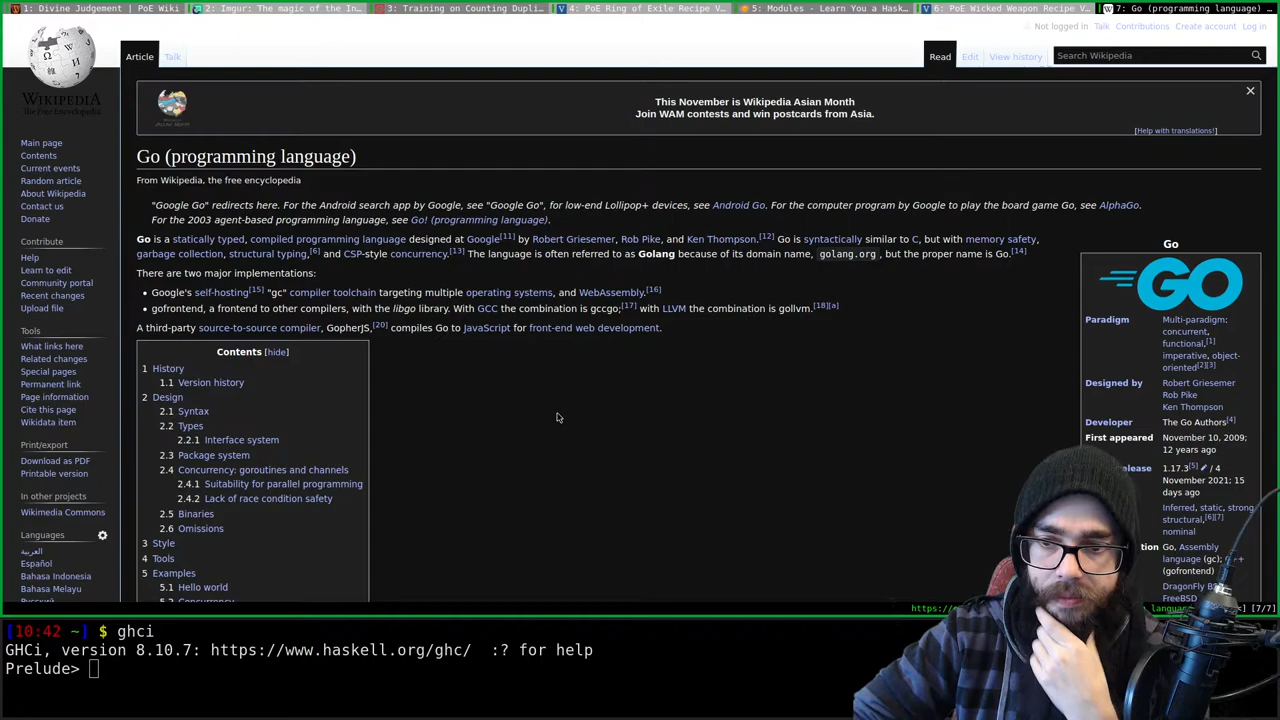 1: Divine Judgement | PoE Wiki
2: Imgur: The magic of the In...
3: Training on Counting Dupli...
4: PoE Ring of Exile Recipe V...
5: Modules - Learn You a Hask...
6: PoE Wicked Weapon Recipe V...
7: Go (programming language) ...
Not logged in Talk Contributions Create account Log in
Article Talk
Read Edit View history
Search Wikipedia
WIKIPEDIA
The Free Encyclopedia
Main page
Contents
Current events
Random article
About Wikipedia
Contact us
Donate
Contribute
Help
Learn to edit
Community portal
Recent changes
Upload file
Tools
What links here
Related changes
Special pages
Permanent link
Page information
Cite this page
Wikidata item
Print/export
Download as PDF
Printable version
In other projects
Wikimedia Commons
Languages
العربية
Español
Bahasa Indonesia
Bahasa Melayu
Русский
This November is Wikipedia Asian Month
Join WAM contests and win postcards from Asia.
[Help with translations!]
Go (programming language)
From Wikipedia, the free encyclopedia
"Google Go" redirects here. For the Android search app by Google, see "Google Go", for low-end Lollipop+ devices, see Android Go. For the computer program by Google to play the board game Go, see AlphaGo.
For the 2003 agent-based programming language, see Go! (programming language).
Go is a statically typed, compiled programming language designed at Google[11] by Robert Griesemer, Rob Pike, and Ken Thompson.[12] Go is syntactically similar to C, but with memory safety,
garbage collection, structural typing,[6] and CSP-style concurrency.[13] The language is often referred to as Golang because of its domain name, golang.org, but the proper name is Go.[14]
There are two major implementations:
• Google's self-hosting[15] "gc" compiler toolchain targeting multiple operating systems, and WebAssembly.[16]
• gofrontend, a frontend to other compilers, with the libgo library. With GCC the combination is gccgo;[17] with LLVM the combination is gollvm.[18][a]
A third-party source-to-source compiler, GopherJS,[20] compiles Go to JavaScript for front-end web development.
Contents [hide]
1 History
1.1 Version history
2 Design
2.1 Syntax
2.2 Types
2.2.1 Interface system
2.3 Package system
2.4 Concurrency: goroutines and channels
2.4.1 Suitability for parallel programming
2.4.2 Lack of race condition safety
2.5 Binaries
2.6 Omissions
3 Style
4 Tools
5 Examples
5.1 Hello world
5.2 Concurrency
Go
GO
Paradigm Multi-paradigm:
concurrent,
functional,[1]
imperative, object-
oriented[2][3]
Designed by Robert Griesemer
Rob Pike
Ken Thompson
Developer The Go Authors[4]
First appeared November 10, 2009;
12 years ago
elease 1.17.3[5] / 4
November 2021; 15
days ago
Inferred, static, strong
structural,[6][7]
nominal
Go, Assembly
language (gc);
(gofrontend)
DragonFly
FreeBSD
https:/
[7/7]
[10:42 ~] $ ghci
GHCi, version 8.10.7: https://www.haskell.org/ghc/  :? for help
Prelude>